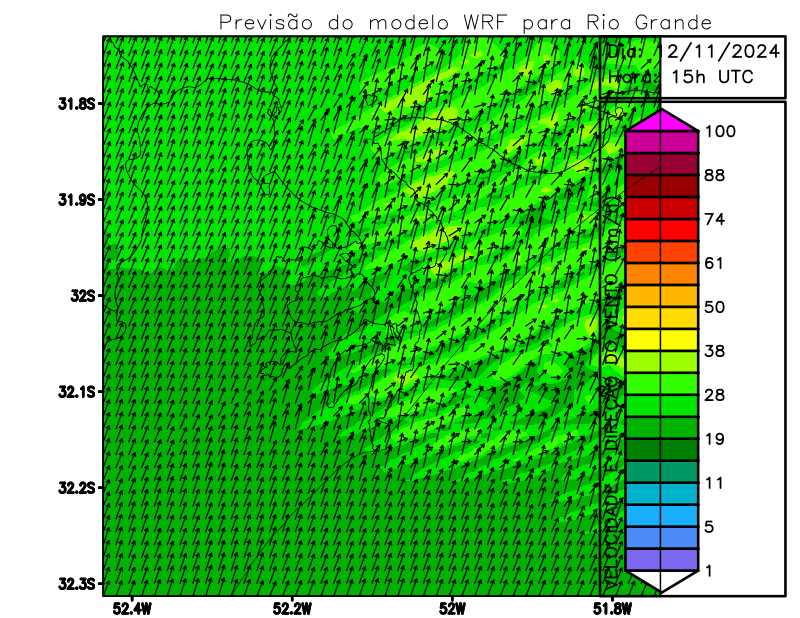 Previsão do modelo WRF para Rio Grande
Dia: 12/11/2024
Hora: 15h UTC
31.8S
31.9S
32S
32.1S
32.2S
32.3S
52.4W
52.2W
52W
51.8W
VELOCIDADE E DIREÇÃO DO VENTO (Km/h)
100
88
74
61
50
38
28
19
11
5
1